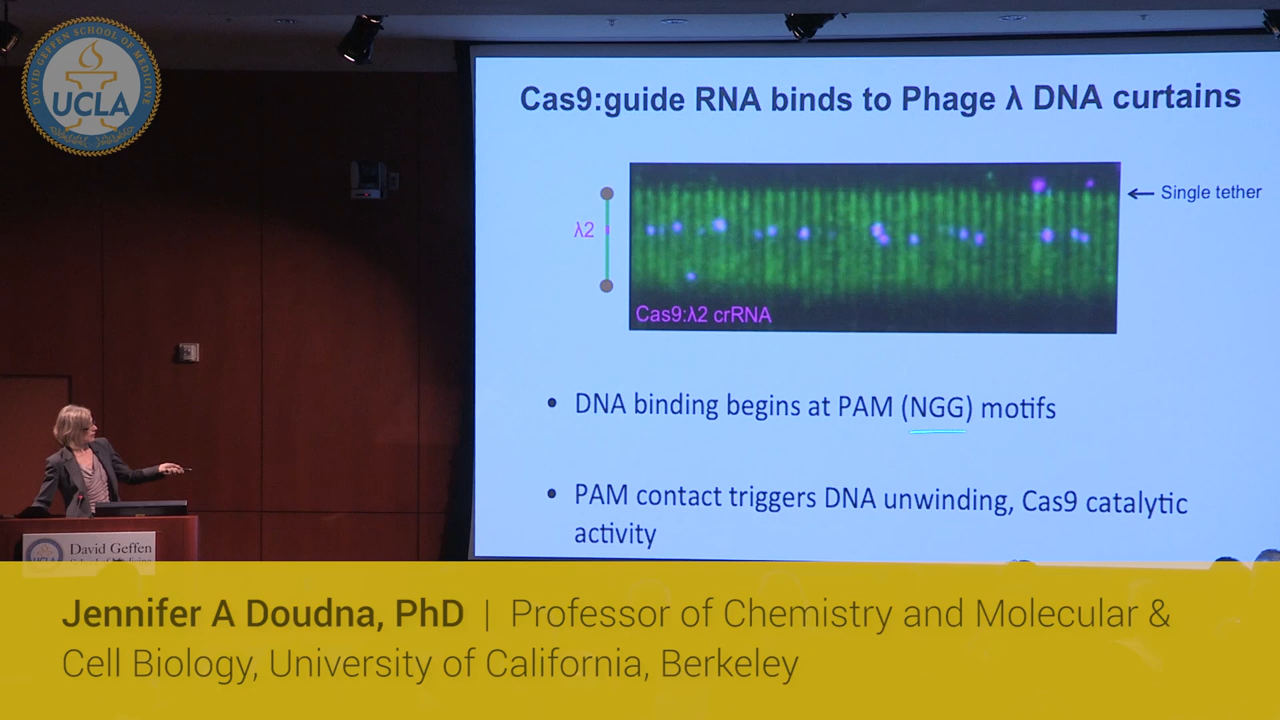 DAVID GEFFEN SCHOOL OF MEDICINE
UCLA
Cas9:guide RNA binds to Phage λ DNA curtains
λ2
Single tether
Cas9:λ2 crRNA
• DNA binding begins at PAM (NGG) motifs
• PAM contact triggers DNA unwinding, Cas9 catalytic
activity
David Geffen
Jennifer A Doudna, PhD | Professor of Chemistry and Molecular &
Cell Biology, University of California, Berkeley